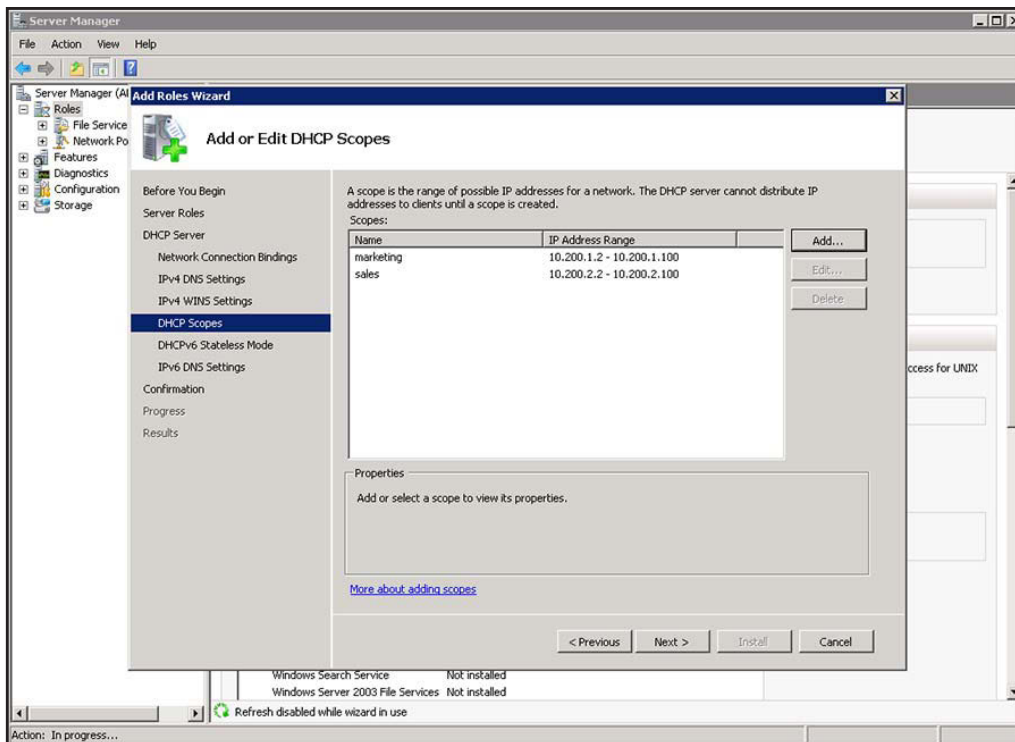 Server Manager
File Action View Help
Server Manager (Al
Roles
File Service
Network Po
Features
Diagnostics
Configuration
Storage
Add Roles Wizard
Add or Edit DHCP Scopes
Before You Begin
Server Roles
DHCP Server
Network Connection Bindings
IPv4 DNS Settings
IPv4 WINS Settings
DHCP Scopes
DHCPv6 Stateless Mode
IPv6 DNS Settings
Confirmation
Progress
Results
A scope is the range of possible IP addresses for a network. The DHCP server cannot distribute IP
addresses to clients until a scope is created.
Scopes:
Name IP Address Range
marketing 10.200.1.2 - 10.200.1.100
sales 10.200.2.2 - 10.200.2.100
Add...
Edit...
Delete
Properties
Add or select a scope to view its properties.
More about adding scopes
< Previous Next > Install Cancel
ccess for UNIX
Windows Search Service Not installed
Windows Server 2003 File Services Not installed
Refresh disabled while wizard in use
Action: In progress...